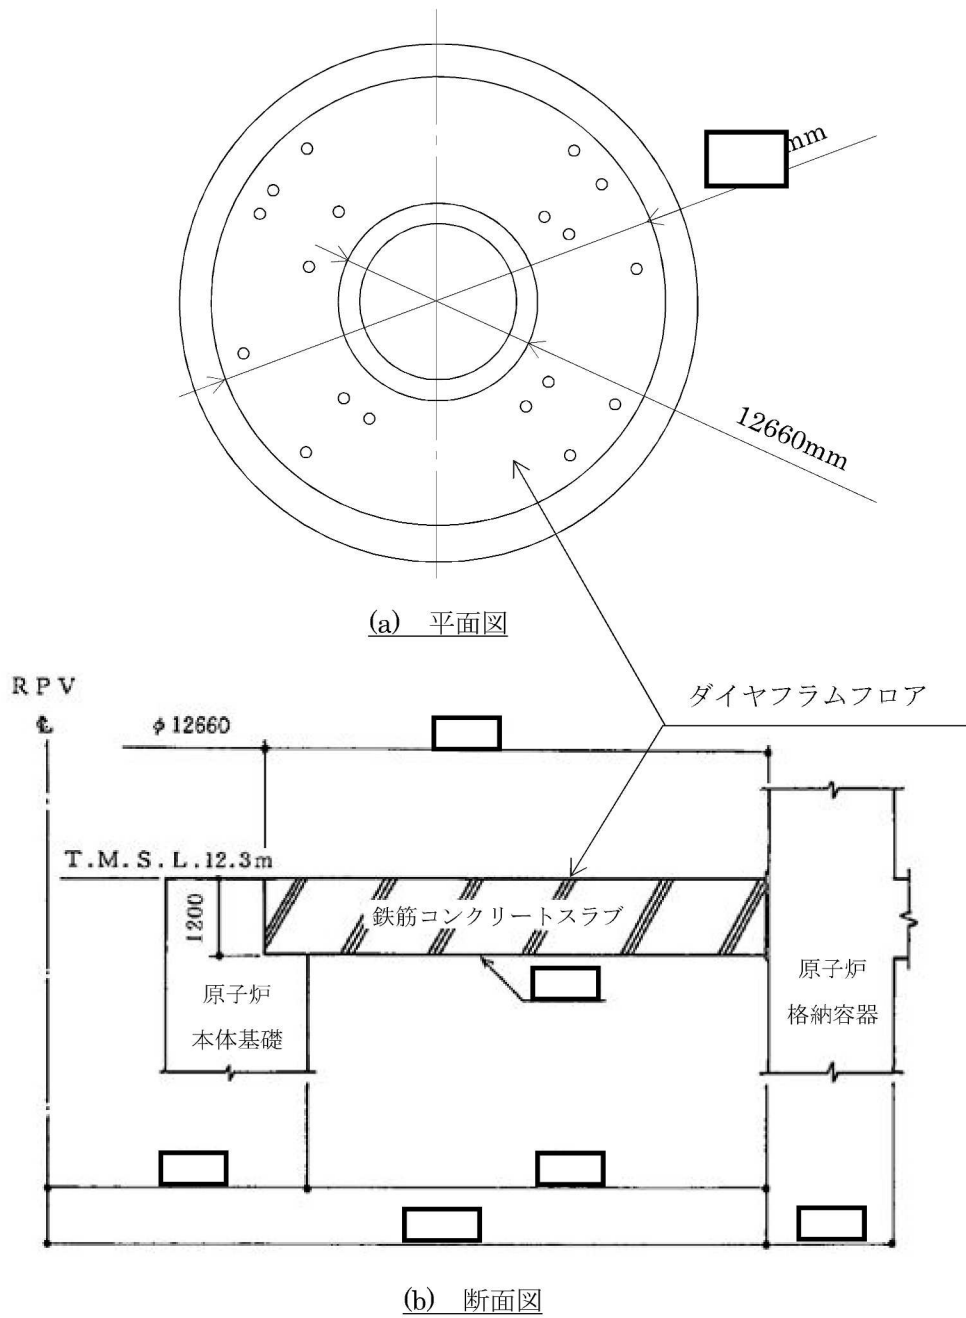 mm
12660mm
(a) 平面図
RPV
℄
φ12660
ダイヤフラムフロア
T.M.S.L.12.3m
1200
鉄筋コンクリートスラブ
原子炉
本体基礎
原子炉
格納容器
(b) 断面図